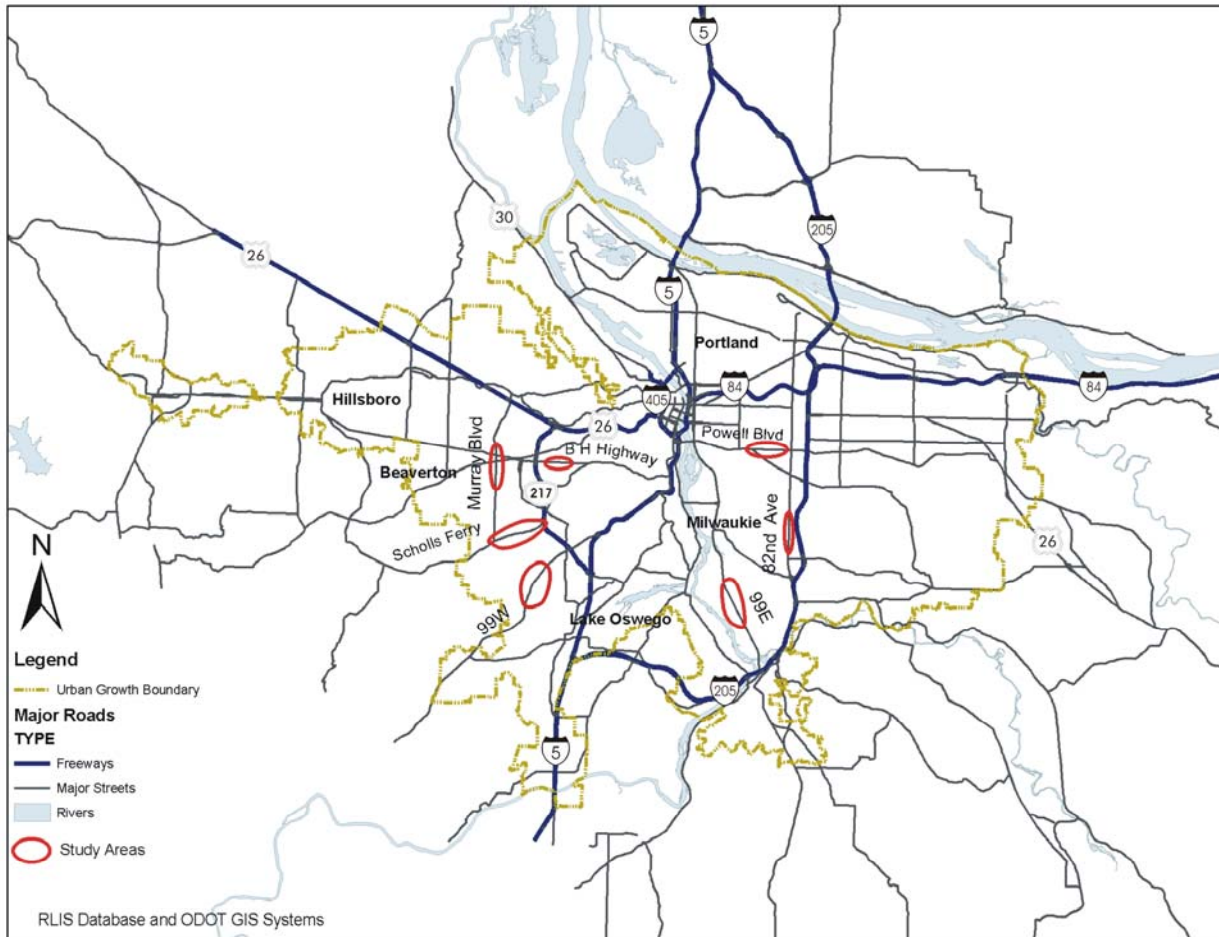 5
205
30
26
5
Portland
84
84
405
Hillsboro
26
Powell Blvd
B H Highway
Murray Blvd
Beaverton
217
Milwaukie
82nd Ave
Scholls Ferry
26
N
99W
99E
Lake Oswego
205
5
Legend
Urban Growth Boundary
Major Roads
TYPE
Freeways
Major Streets
Rivers
Study Areas
RLIS Database and ODOT GIS Systems